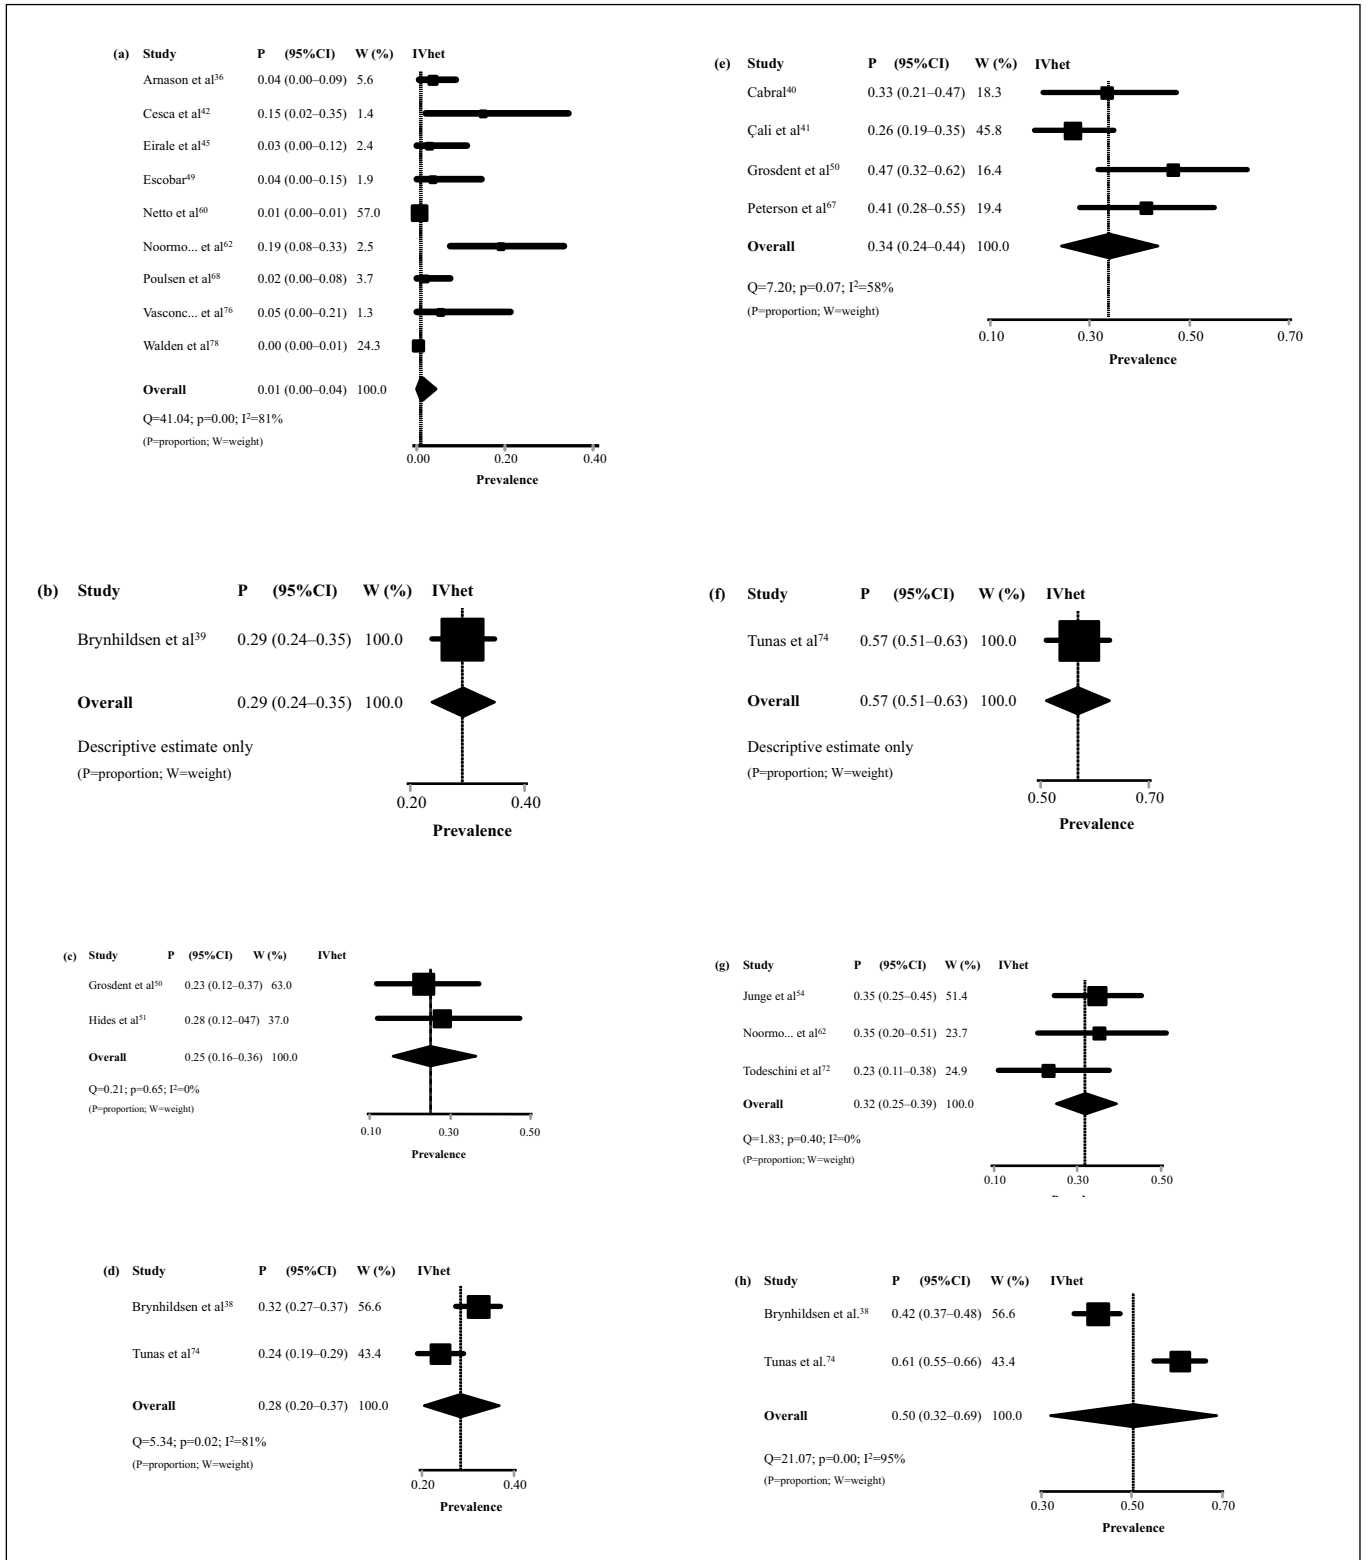 (a) Study P (95%CI) W (%) IVhet
Arnason et al36 0.04 (0.00–0.09) 5.6
Cesca et al42 0.15 (0.02–0.35) 1.4
Eirale et al45 0.03 (0.00–0.12) 2.4
Escobar49 0.04 (0.00–0.15) 1.9
Netto et al60 0.01 (0.00–0.01) 57.0
Noormo... et al62 0.19 (0.08–0.33) 2.5
Poulsen et al68 0.02 (0.00–0.08) 3.7
Vasconc... et al76 0.05 (0.00–0.21) 1.3
Walden et al78 0.00 (0.00–0.01) 24.3
Overall 0.01 (0.00–0.04) 100.0
Q=41.04; p=0.00; I2=81%
(P=proportion; W=weight)
0.00 0.20 0.40
Prevalence
(e) Study P (95%CI) W (%) IVhet
Cabral40 0.33 (0.21–0.47) 18.3
Çali et al41 0.26 (0.19–0.35) 45.8
Grosdent et al50 0.47 (0.32–0.62) 16.4
Peterson et al67 0.41 (0.28–0.55) 19.4
Overall 0.34 (0.24–0.44) 100.0
Q=7.20; p=0.07; I2=58%
(P=proportion; W=weight)
0.10 0.30 0.50 0.70
Prevalence
(b) Study P (95%CI) W (%) IVhet
Brynhildsen et al39 0.29 (0.24–0.35) 100.0
Overall 0.29 (0.24–0.35) 100.0
Descriptive estimate only
(P=proportion; W=weight)
0.20 0.40
Prevalence
(f) Study P (95%CI) W (%) IVhet
Tunas et al74 0.57 (0.51–0.63) 100.0
Overall 0.57 (0.51–0.63) 100.0
Descriptive estimate only
(P=proportion; W=weight)
0.50 0.70
Prevalence
(c) Study P (95%CI) W (%) IVhet
Grosdent et al50 0.23 (0.12–0.37) 63.0
Hides et al51 0.28 (0.12–047) 37.0
Overall 0.25 (0.16–0.36) 100.0
Q=0.21; p=0.65; I2=0%
(P=proportion; W=weight)
0.10 0.30 0.50
Prevalence
(g) Study P (95%CI) W (%) IVhet
Junge et al54 0.35 (0.25–0.45) 51.4
Noormo... et al62 0.35 (0.20–0.51) 23.7
Todeschini et al72 0.23 (0.11–0.38) 24.9
Overall 0.32 (0.25–0.39) 100.0
Q=1.83; p=0.40; I2=0%
(P=proportion; W=weight)
0.10 0.30 0.50
(d) Study P (95%CI) W (%) IVhet
Brynhildsen et al38 0.32 (0.27–0.37) 56.6
Tunas et al74 0.24 (0.19–0.29) 43.4
Overall 0.28 (0.20–0.37) 100.0
Q=5.34; p=0.02; I2=81%
(P=proportion; W=weight)
0.20 0.40
Prevalence
(h) Study P (95%CI) W (%) IVhet
Brynhildsen et al.38 0.42 (0.37–0.48) 56.6
Tunas et al.74 0.61 (0.55–0.66) 43.4
Overall 0.50 (0.32–0.69) 100.0
Q=21.07; p=0.00; I2=95%
(P=proportion; W=weight)
0.30 0.50 0.70
Prevalence